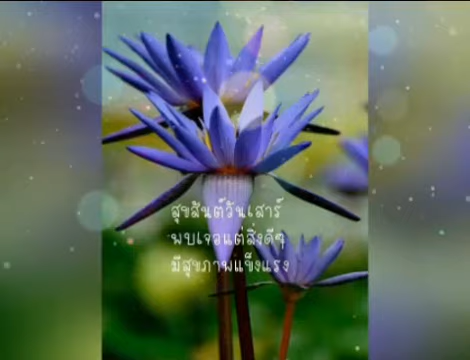 สุขสันต์วันเสาร์
พบเจอแต่สิ่งดีๆ
มีสุขภาพแข็งแรง